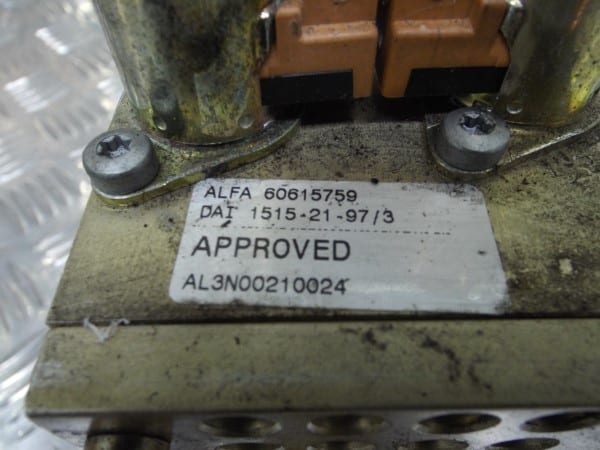 ALFA 60615759
DAI 1515-21-97/3
APPROVED
AL3N00210024